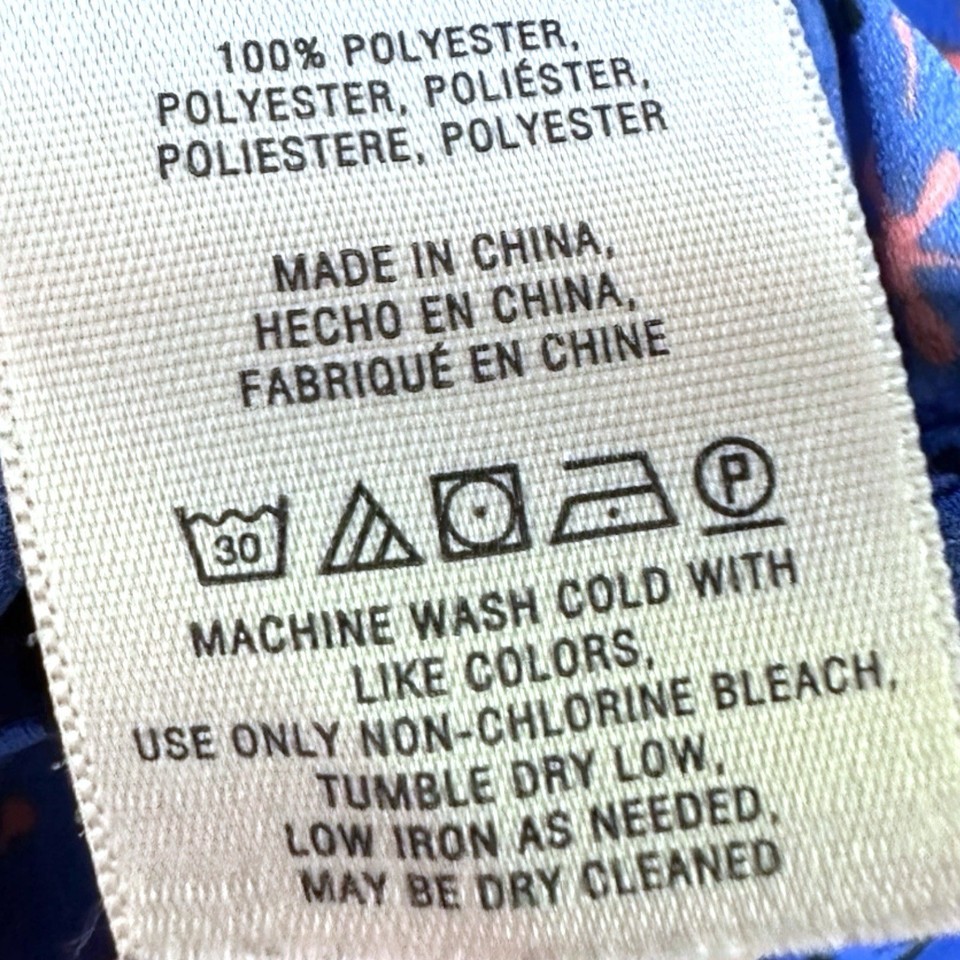 100% POLYESTER,
POLYESTER, POLIÉSTER,
POLIESTERE, POLYESTER
MADE IN CHINA,
HECHO EN CHINA,
FABRIQUÉ EN CHINE
30 P
MACHINE WASH COLD WITH
LIKE COLORS,
USE ONLY NON-CHLORINE BLEACH,
TUMBLE DRY LOW,
LOW IRON AS NEEDED,
MAY BE DRY CLEANED